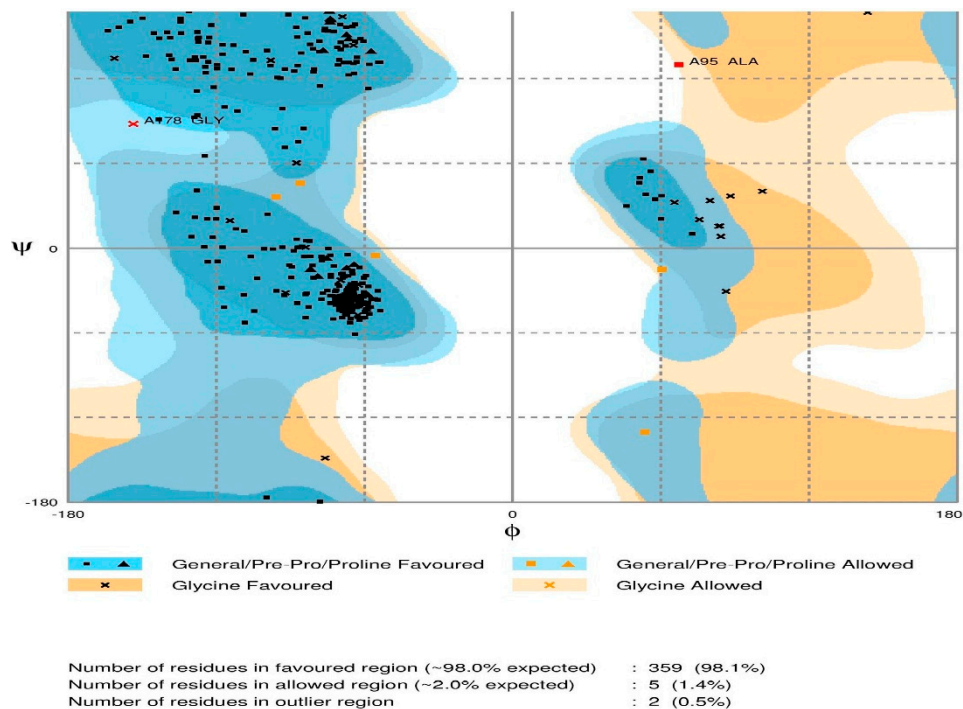 A95 ALA
A178 GLY
ψ
0
-180
-180 0 180
ϕ
General/Pre-Pro/Proline Favoured General/Pre-Pro/Proline Allowed
Glycine Favoured Glycine Allowed
Number of residues in favoured region (~98.0% expected) : 359 (98.1%)
Number of residues in allowed region (~2.0% expected) : 5 (1.4%)
Number of residues in outlier region : 2 (0.5%)